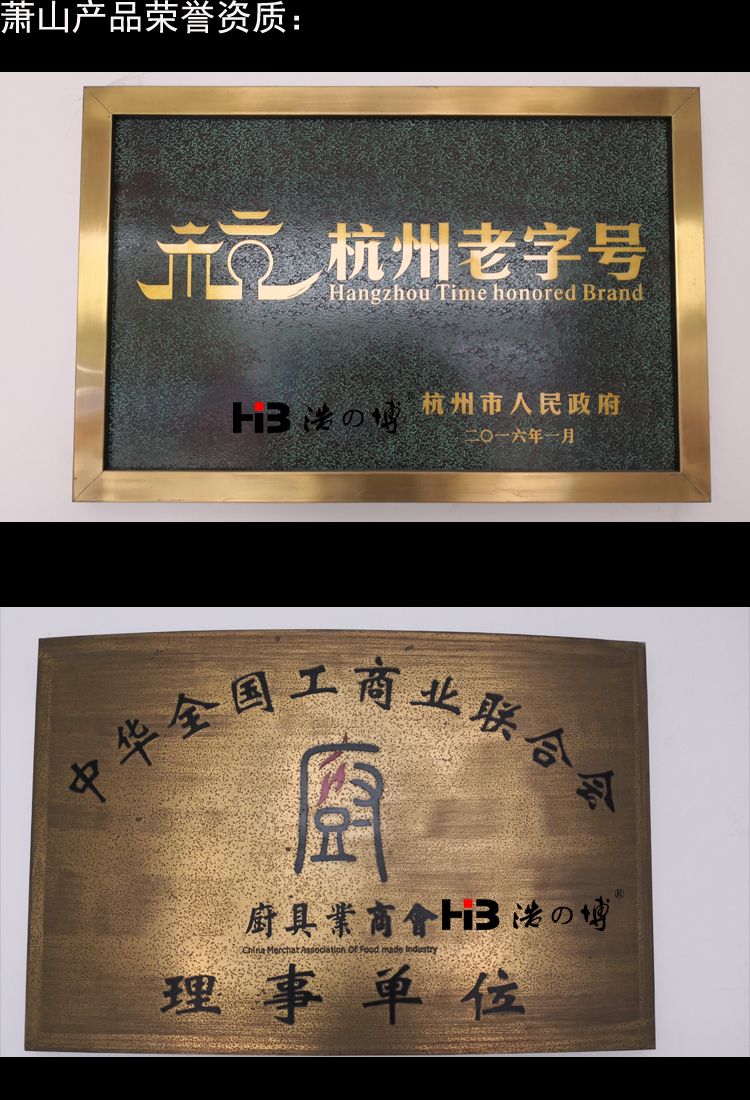 萧山产品荣誉资质：
杭州老字号
Hangzhou Time honored Brand
杭州市人民政府
二〇一六年一月
HB 浩の博
中华全国工商业联合会
廚
廚具業商會
HB 浩の博®
China Merchat Association Of Food made Industry
理事单位